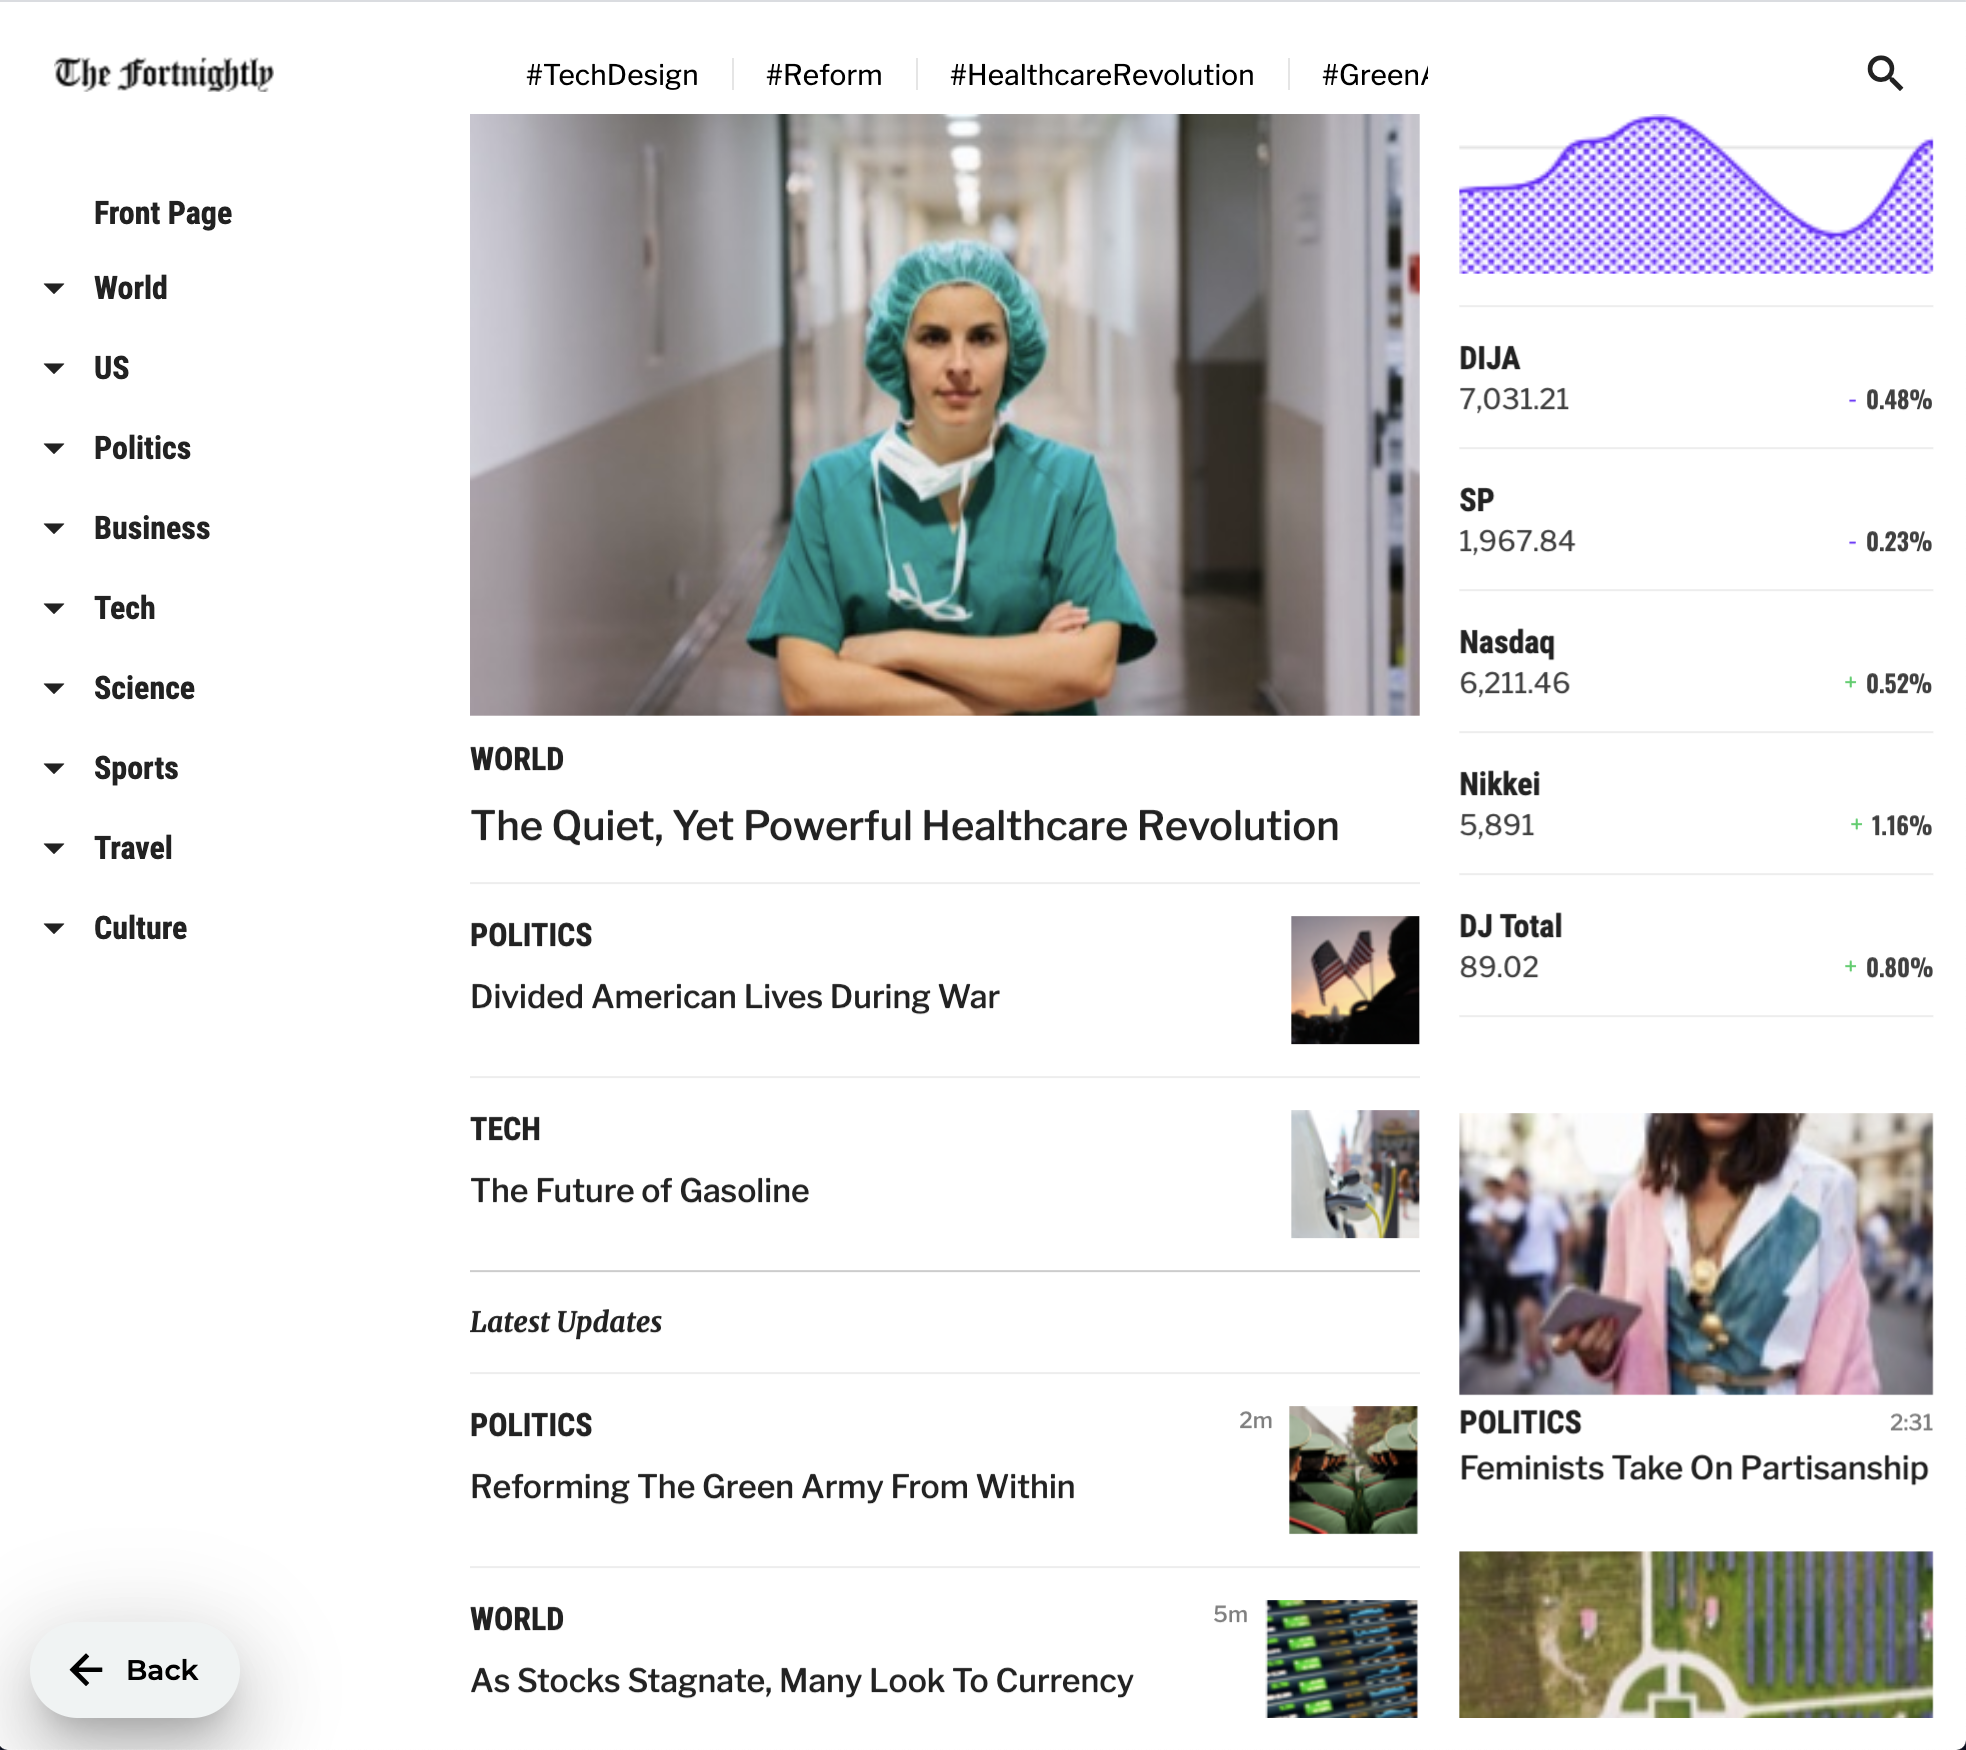 The Fortnightly
#TechDesign
#Reform
#HealthcareRevolution
#GreenA
Front Page
World
US
Politics
Business
Tech
Science
Sports
Travel
Culture
Back
WORLD
The Quiet, Yet Powerful Healthcare Revolution
POLITICS
Divided American Lives During War
TECH
The Future of Gasoline
Latest Updates
POLITICS
2m
Reforming The Green Army From Within
WORLD
5m
As Stocks Stagnate, Many Look To Currency
DIJA
7,031.21
- 0.48%
SP
1,967.84
- 0.23%
Nasdaq
6,211.46
+ 0.52%
Nikkei
5,891
+ 1.16%
DJ Total
89.02
+ 0.80%
POLITICS
2:31
Feminists Take On Partisanship